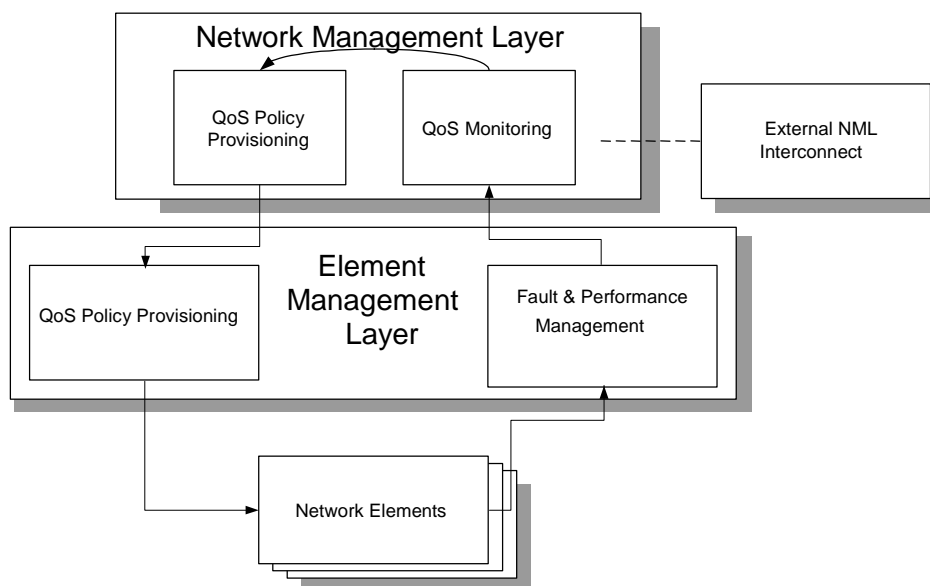 Network Management Layer
QoS Policy
Provisioning
QoS Monitoring
External NML
Interconnect
Element
Management
Layer
QoS Policy Provisioning
Fault & Performance
Management
Network Elements